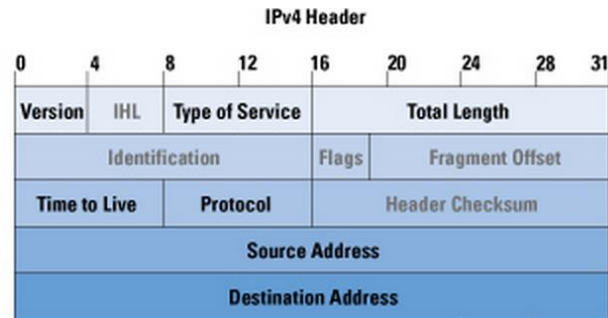 IPv4 Header
0 4 8 12 16 20 24 28 31
Version IHL Type of Service Total Length
Identification Flags Fragment Offset
Time to Live Protocol Header Checksum
Source Address
Destination Address